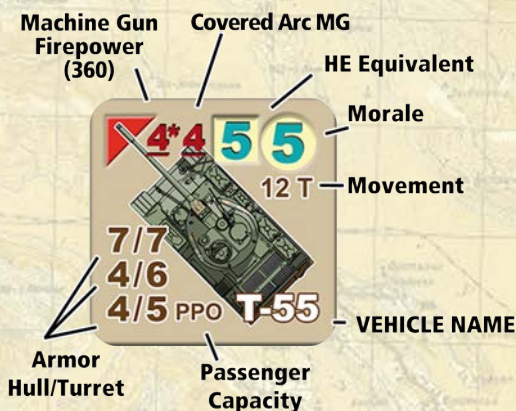 Machine Gun
Firepower
(360)
Covered Arc MG
HE Equivalent
Morale
4* 4 5 5
12 T
Movement
7/7
4/6
4/5 PPO
T-55
VEHICLE NAME
Armor
Hull/Turret
Passenger
Capacity